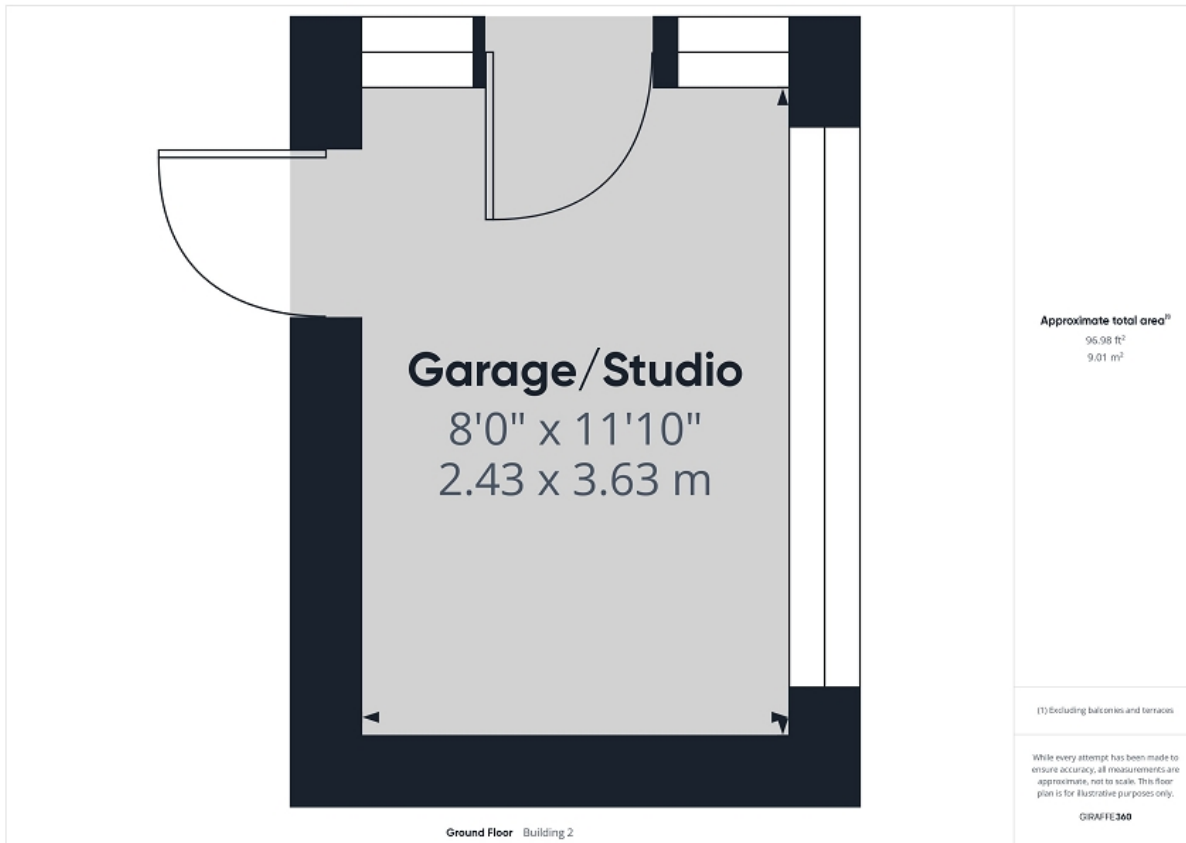 Garage/Studio
8'0" x 11'10"
2.43 x 3.63 m
Ground Floor Building 2
Approximate total area⁽¹⁾
96.98 ft²
9.01 m²
(1) Excluding balconies and terraces
While every attempt has been made to
ensure accuracy, all measurements are
approximate, not to scale. This floor
plan is for illustrative purposes only.
GIRAFFE360